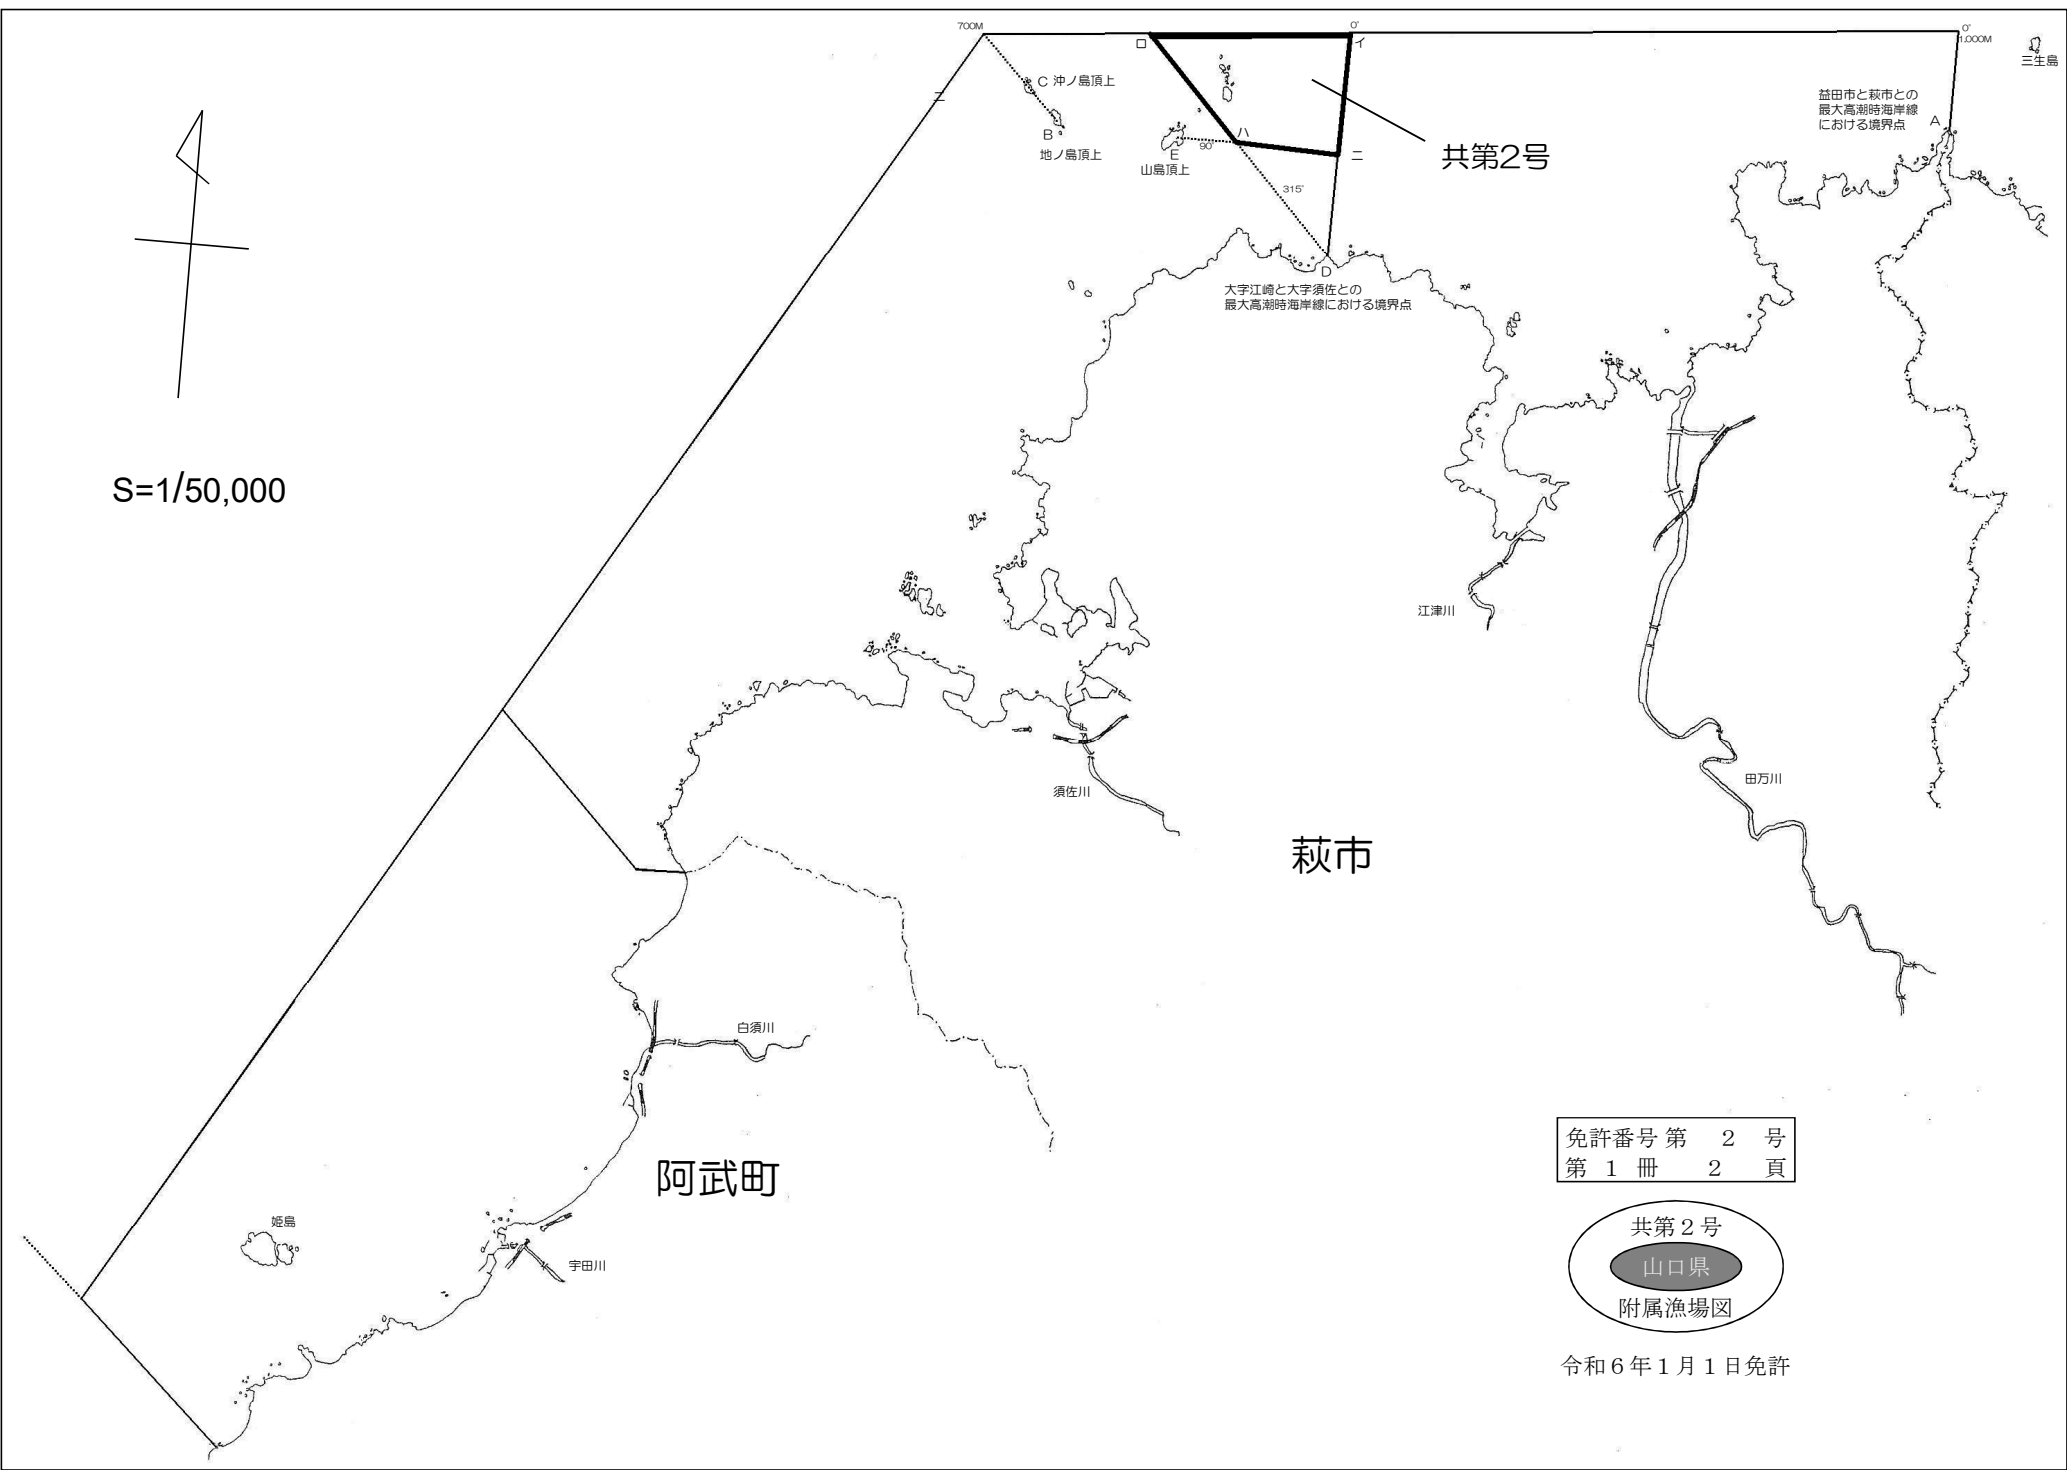 700M
0°
0°
1.000M
三生島
ロ
イ
C 沖ノ島頂上
ニ
B
地ノ島頂上
E
山島頂上
90°
ハ
ニ
315°
共第2号
益田市と萩市との
最大高潮時海岸線
における境界点
A
D
大字江崎と大字須佐との
最大高潮時海岸線における境界点
S=1/50,000
江津川
須佐川
田万川
萩市
白須川
阿武町
姫島
宇田川
免許番号 第 2 号
第 1 冊 2 頁
共第2号
山口県
附属漁場図
令和6年1月1日免許